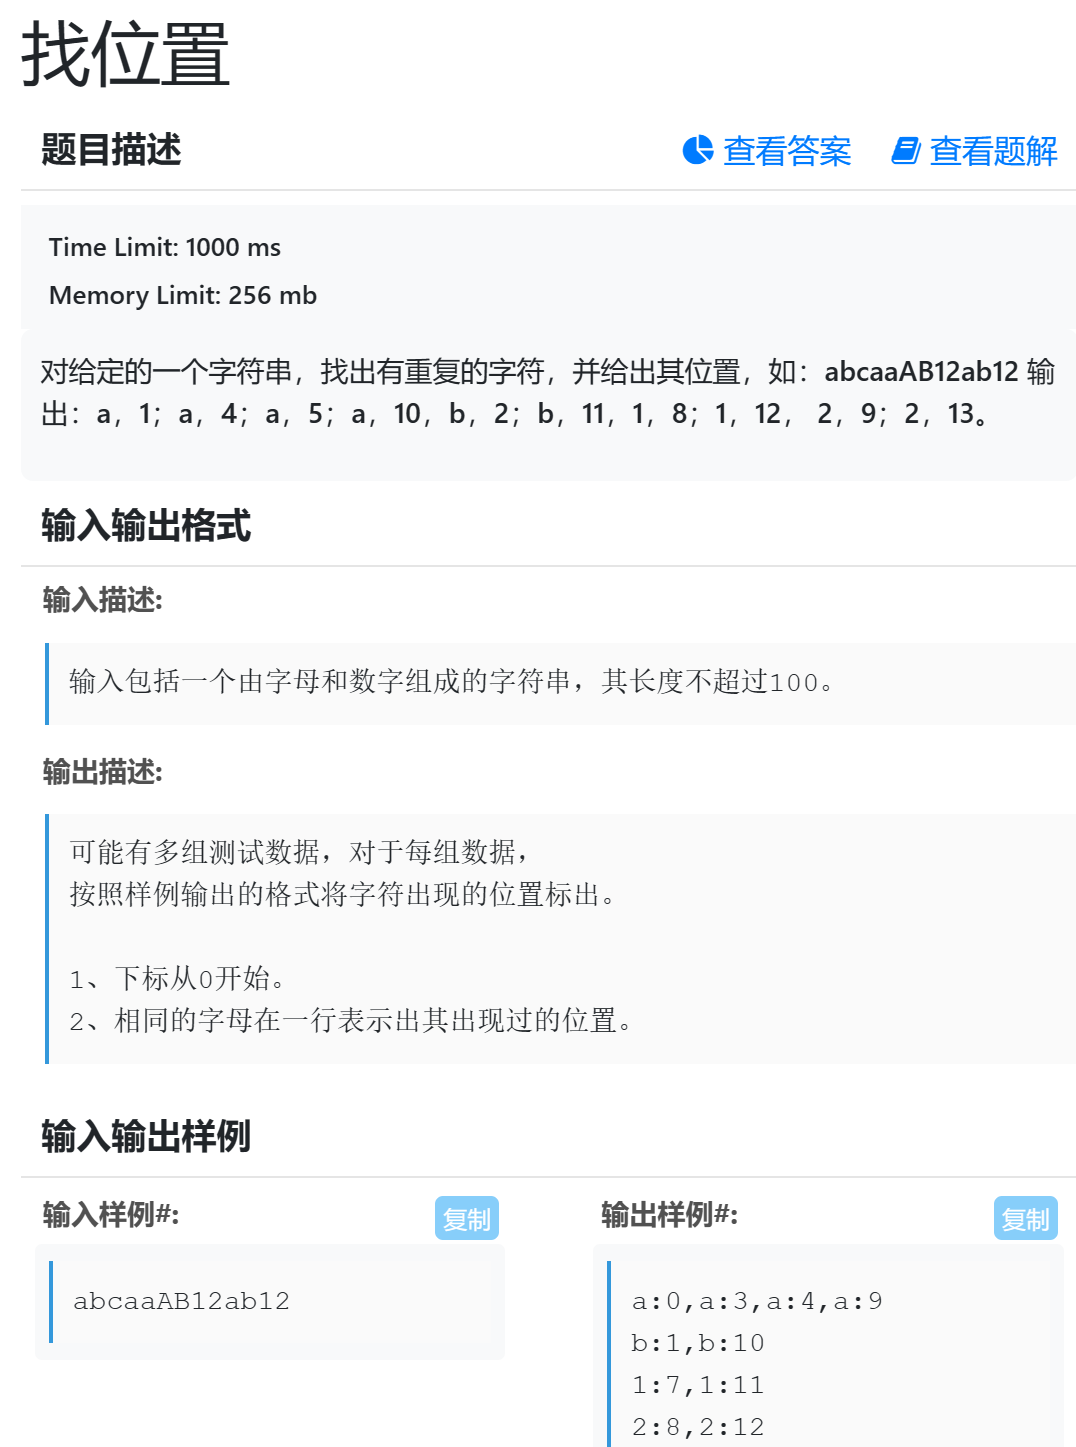 找位置
题目描述
查看答案 查看题解
Time Limit: 1000 ms
Memory Limit: 256 mb
对给定的一个字符串，找出有重复的字符，并给出其位置，如：abcaaAB12ab12 输
出：a，1；a，4；a，5；a，10，b，2；b，11，1，8；1，12， 2，9；2，13。
输入输出格式
输入描述:
输入包括一个由字母和数字组成的字符串，其长度不超过100。
输出描述:
可能有多组测试数据，对于每组数据，
按照样例输出的格式将字符出现的位置标出。
1、下标从0开始。
2、相同的字母在一行表示出其出现过的位置。
输入输出样例
输入样例#:
复制
abcaaAB12ab12
输出样例#:
复制
a:0,a:3,a:4,a:9
b:1,b:10
1:7,1:11
2:8,2:12